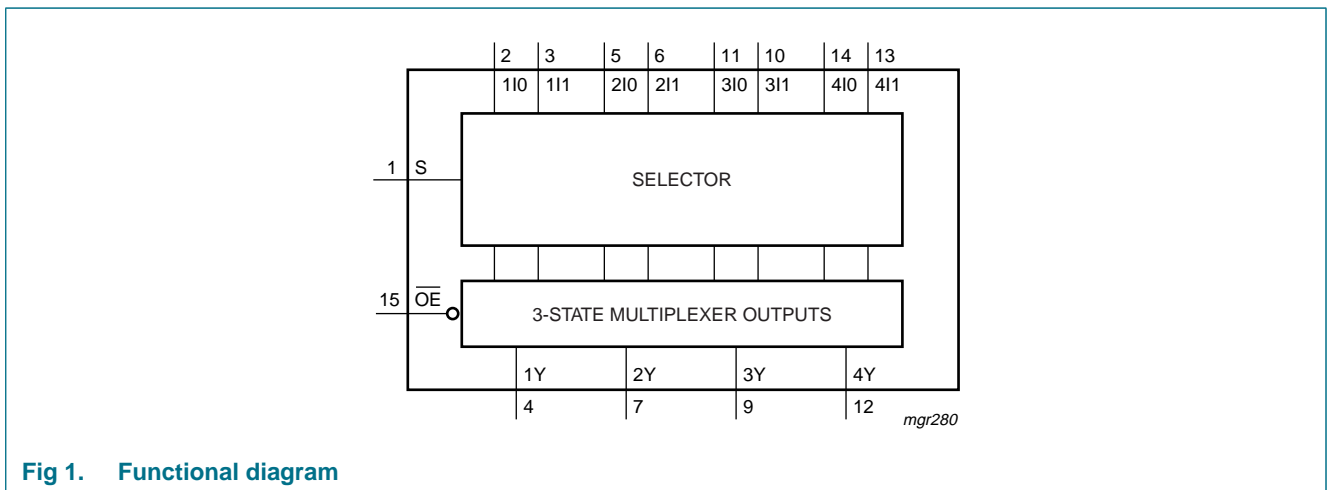 2 3 5 6 11 10 14 13
1I0 1I1 2I0 2I1 3I0 3I1 4I0 4I1
1 S
SELECTOR
15 O̅E̅
3-STATE MULTIPLEXER OUTPUTS
1Y 2Y 3Y 4Y
4 7 9 12
mgr280
Fig 1. Functional diagram